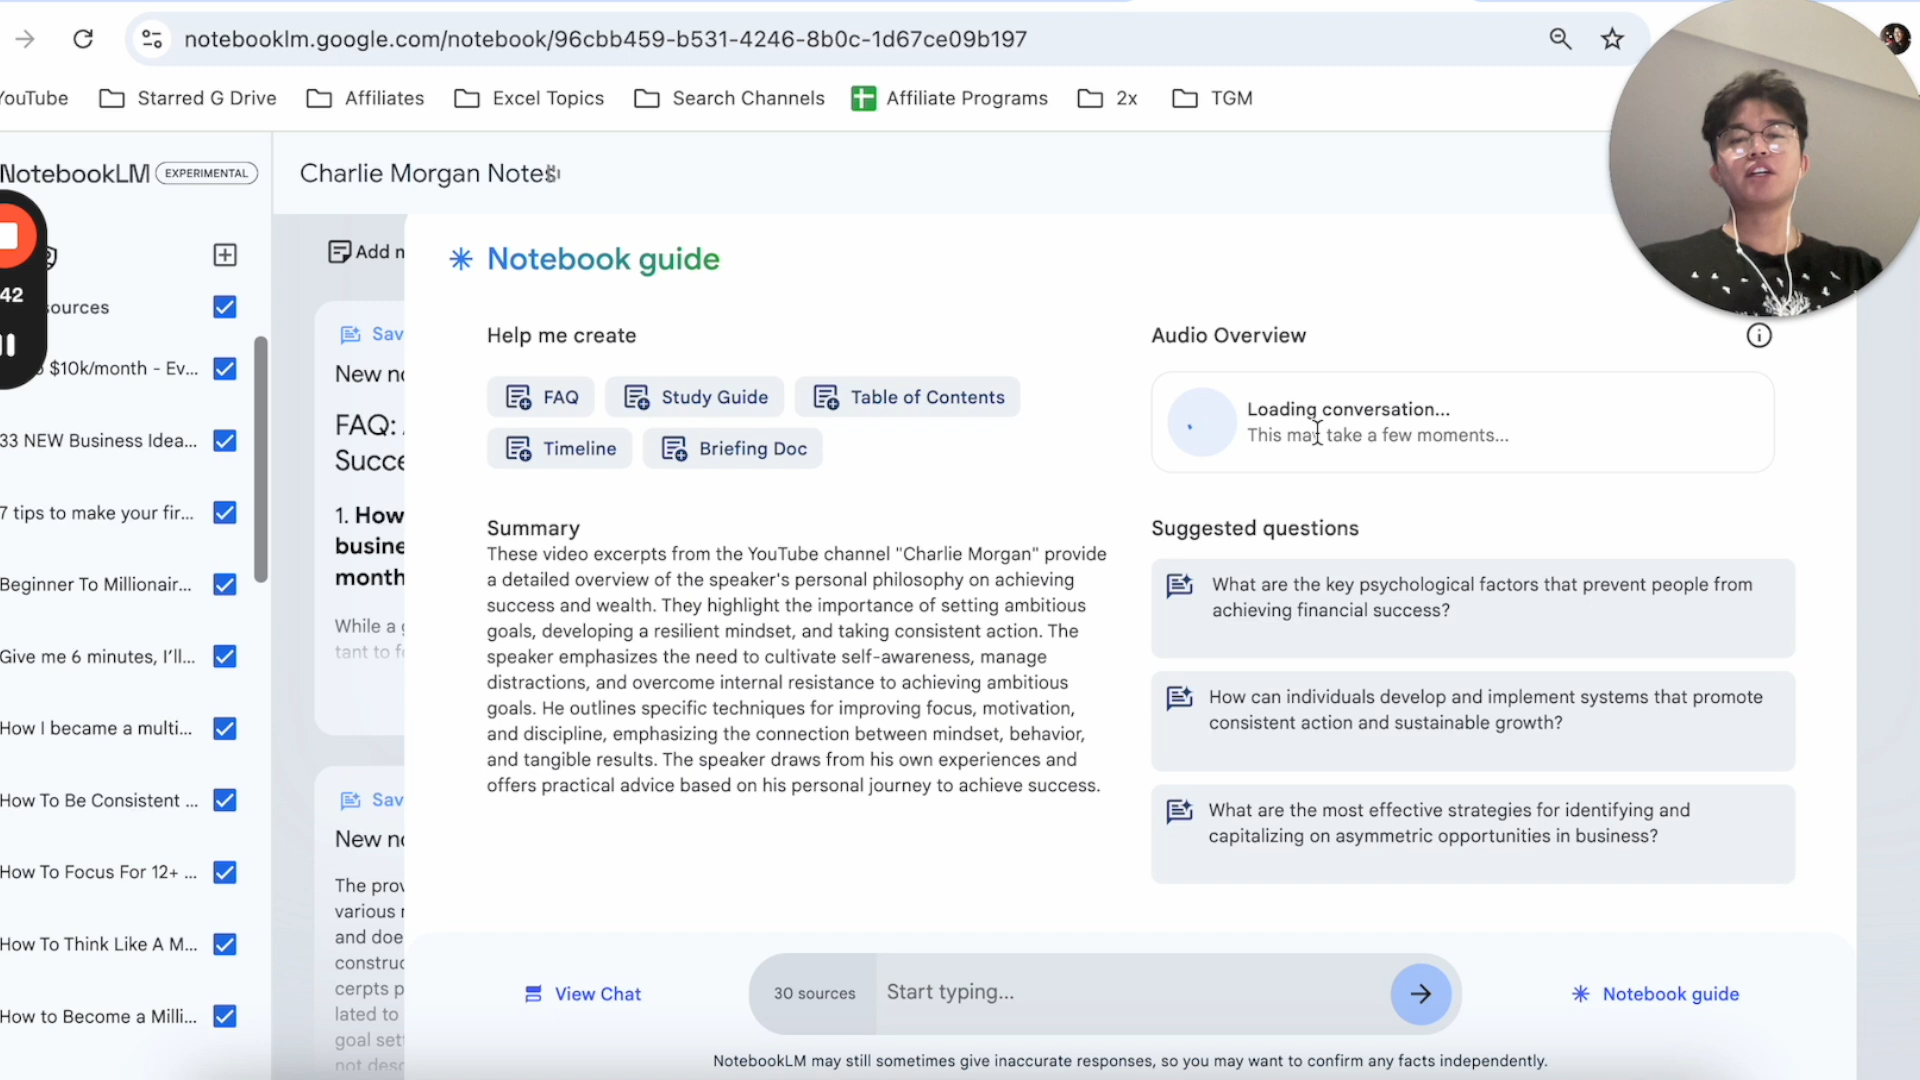 notebooklm.google.com/notebook/96cbb459-b531-4246-8b0c-1d67ce09b197
YouTube
Starred G Drive
Affiliates
Excel Topics
Search Channels
Affiliate Programs
2x
TGM
NotebookLM
EXPERIMENTAL
Charlie Morgan Notes
42
ources
$10k/month - Ev...
33 NEW Business Idea...
7 tips to make your fir...
Beginner To Millionair...
Give me 6 minutes, I'll...
How I became a multi...
How To Be Consistent ...
How To Focus For 12+ ...
How To Think Like A M...
How to Become a Milli...
Add n
Sav
New no
FAQ:
Succe
1. How
busine
month
While a g
tant to fo
Sav
New no
The prov
various r
and doe
construc
cerpts p
lated to
goal sett
not desc
Notebook guide
Help me create
FAQ
Study Guide
Table of Contents
Timeline
Briefing Doc
Summary
These video excerpts from the YouTube channel "Charlie Morgan" provide
a detailed overview of the speaker's personal philosophy on achieving
success and wealth. They highlight the importance of setting ambitious
goals, developing a resilient mindset, and taking consistent action. The
speaker emphasizes the need to cultivate self-awareness, manage
distractions, and overcome internal resistance to achieving ambitious
goals. He outlines specific techniques for improving focus, motivation,
and discipline, emphasizing the connection between mindset, behavior,
and tangible results. The speaker draws from his own experiences and
offers practical advice based on his personal journey to achieve success.
Audio Overview
Loading conversation...
This may take a few moments...
Suggested questions
What are the key psychological factors that prevent people from
achieving financial success?
How can individuals develop and implement systems that promote
consistent action and sustainable growth?
What are the most effective strategies for identifying and
capitalizing on asymmetric opportunities in business?
View Chat
30 sources
Start typing...
Notebook guide
NotebookLM may still sometimes give inaccurate responses, so you may want to confirm any facts independently.